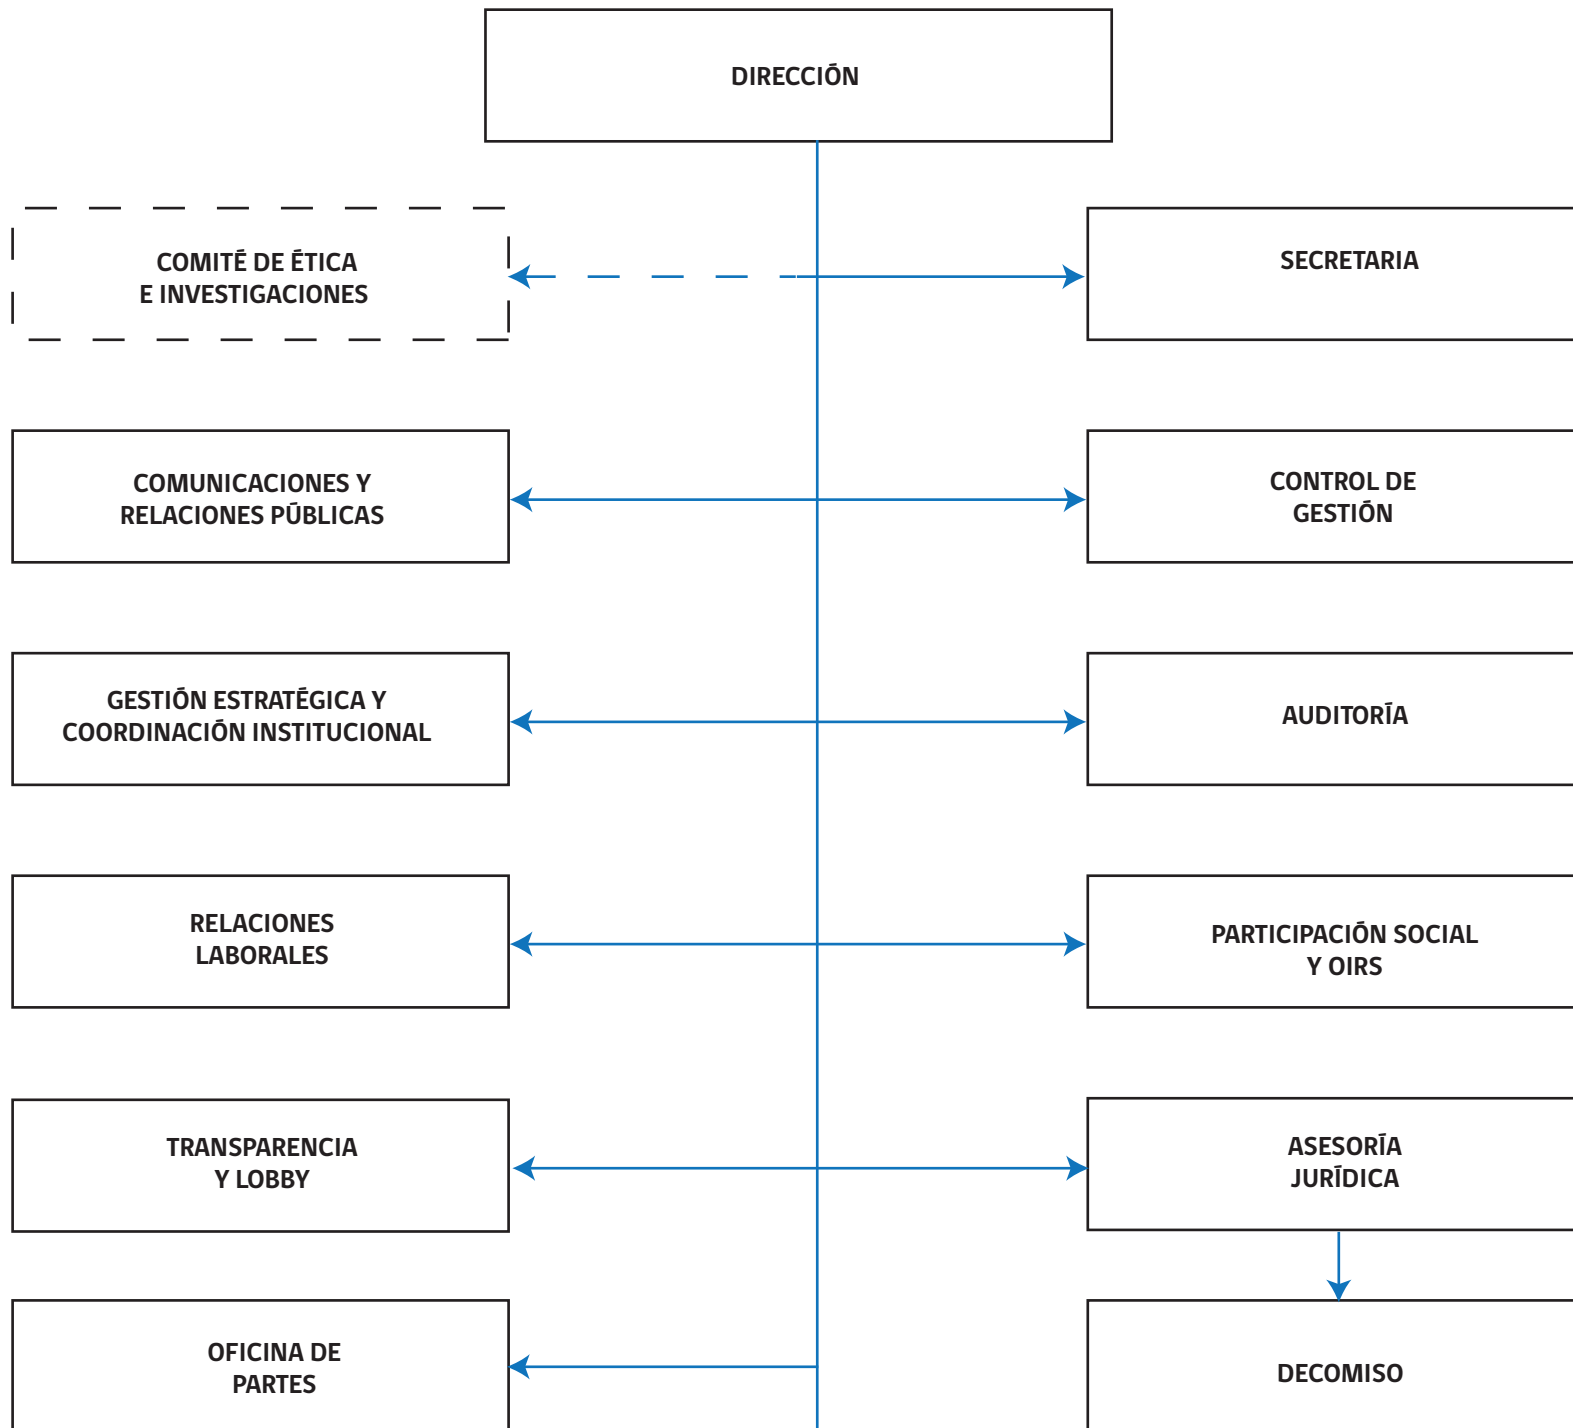 DIRECCIÓN
COMITÉ DE ÉTICA
E INVESTIGACIONES
SECRETARIA
COMUNICACIONES Y
RELACIONES PÚBLICAS
CONTROL DE
GESTIÓN
GESTIÓN ESTRATÉGICA Y
COORDINACIÓN INSTITUCIONAL
AUDITORÍA
RELACIONES
LABORALES
PARTICIPACIÓN SOCIAL
Y OIRS
TRANSPARENCIA
Y LOBBY
ASESORÍA
JURÍDICA
OFICINA DE
PARTES
DECOMISO